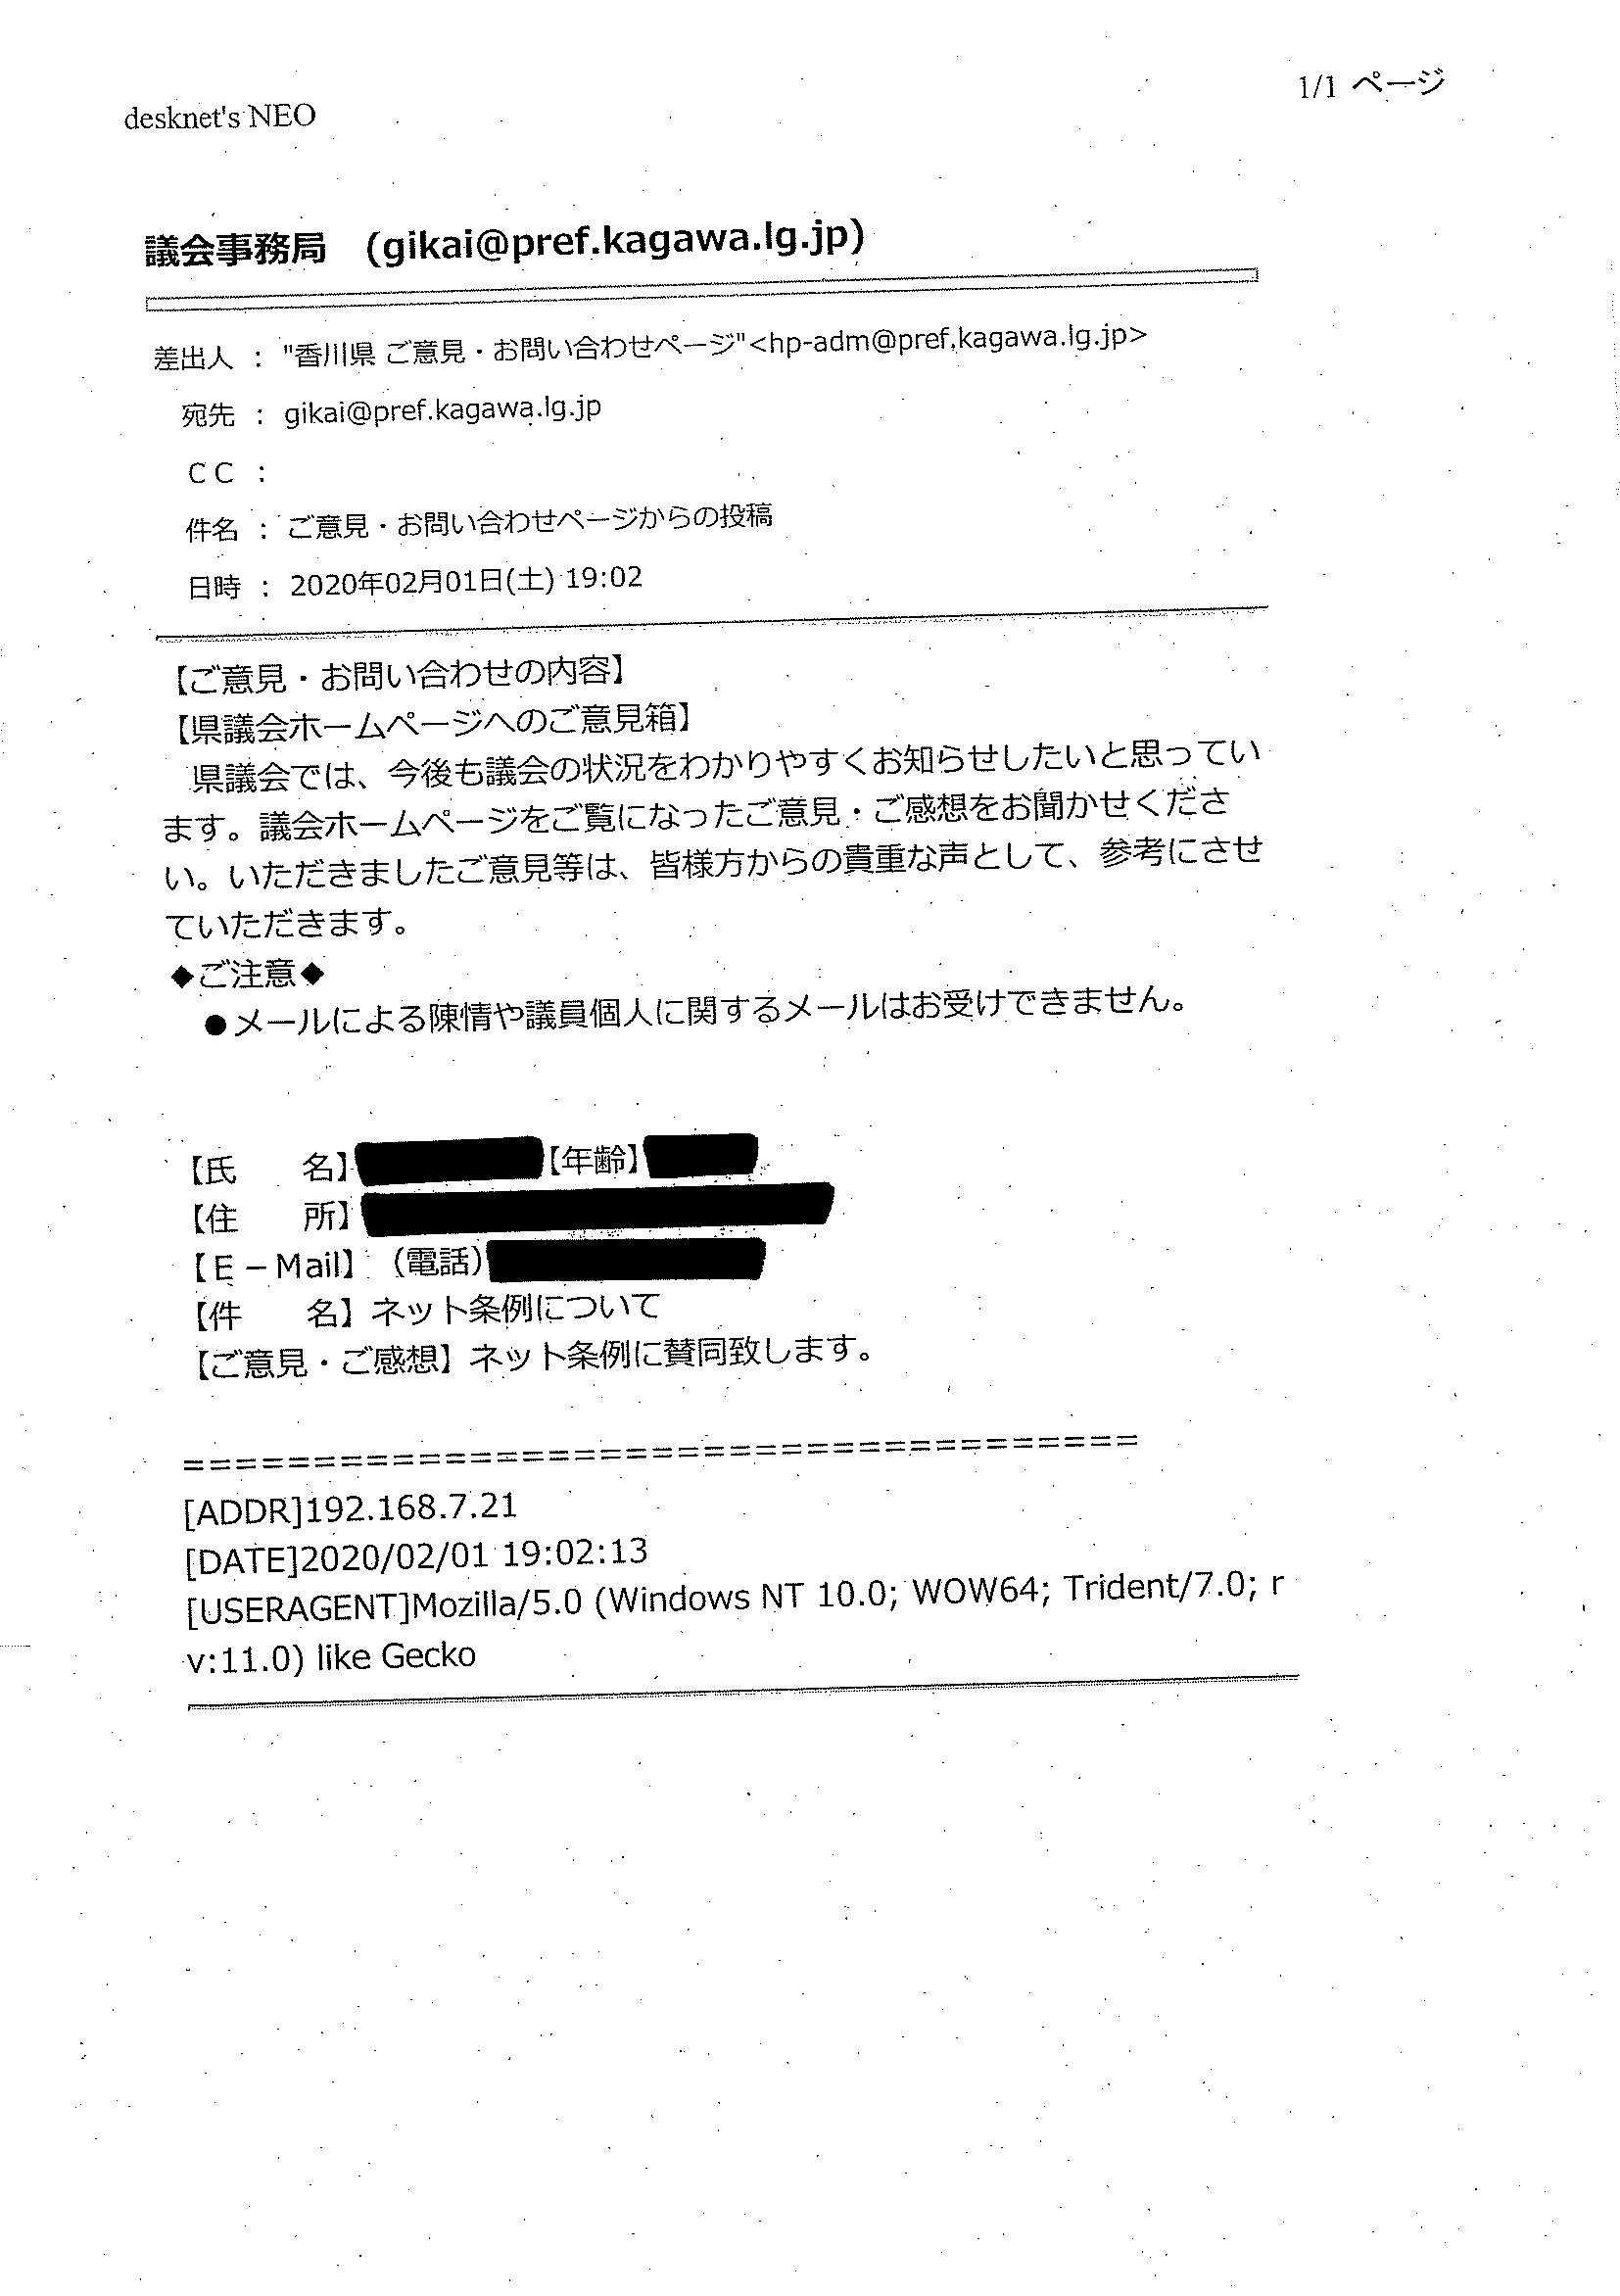 desknet's NEO
1/1 ページ
議会事務局 (gikai@pref.kagawa.lg.jp)
差出人 : "香川県 ご意見・お問い合わせページ"<hp-adm@pref.kagawa.lg.jp>
宛先 : gikai@pref.kagawa.lg.jp
CC :
件名 : ご意見・お問い合わせページからの投稿
日時 : 2020年02月01日(土) 19:02
【ご意見・お問い合わせの内容】
【県議会ホームページへのご意見箱】
県議会では、今後も議会の状況をわかりやすくお知らせしたいと思ってい
ます。議会ホームページをご覧になったご意見・ご感想をお聞かせくださ
い。いただきましたご意見等は、皆様方からの貴重な声として、参考にさせ
ていただきます。
◆ご注意◆
●メールによる陳情や議員個人に関するメールはお受けできません。
【氏　　名】【年齢】
【住　　所】
【E－Mail】（電話）
【件　　名】ネット条例について
【ご意見・ご感想】ネット条例に賛同致します。
=====================================
[ADDR]192.168.7.21
[DATE]2020/02/01 19:02:13
[USERAGENT]Mozilla/5.0 (Windows NT 10.0; WOW64; Trident/7.0; r
v:11.0) like Gecko